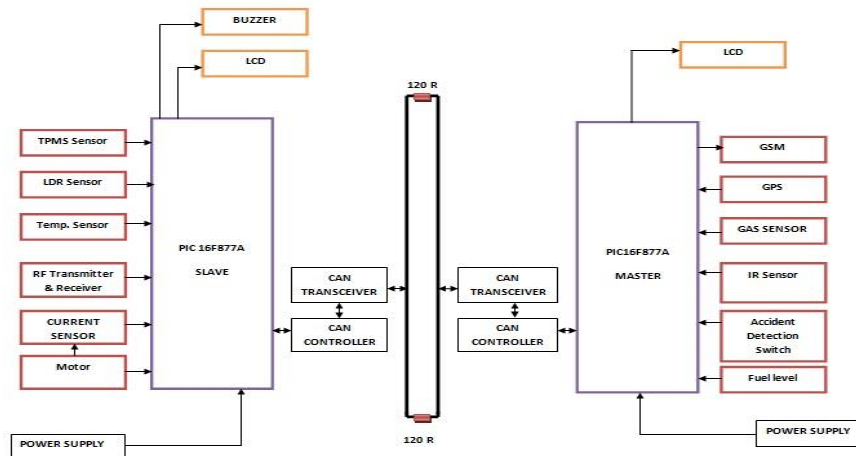 BUZZER
LCD
TPMS Sensor
LDR Sensor
Temp. Sensor
RF Transmitter
& Receiver
CURRENT
SENSOR
Motor
POWER SUPPLY
PIC 16F877A
SLAVE
CAN
TRANSCEIVER
CAN
CONTROLLER
120 R
120 R
CAN
TRANSCEIVER
CAN
CONTROLLER
LCD
PIC16F877A
MASTER
GSM
GPS
GAS SENSOR
IR Sensor
Accident
Detection
Switch
Fuel level
POWER SUPPLY